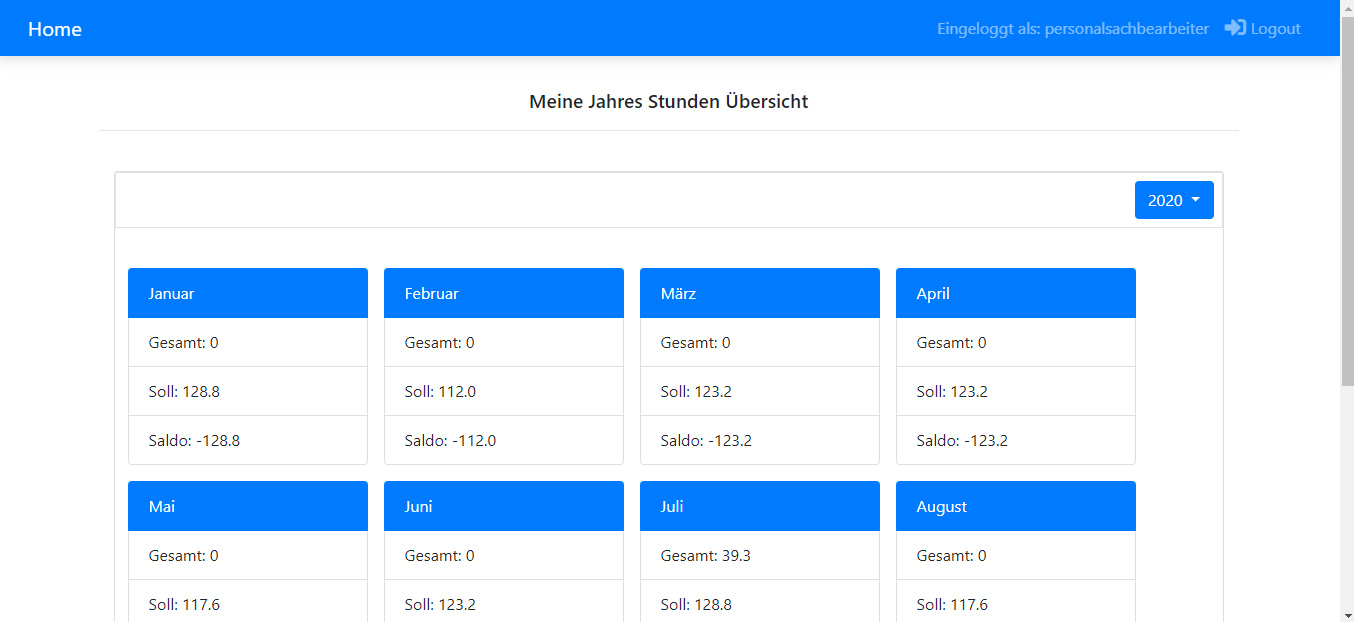 Home
Eingeloggt als: personalsachbearbeiter Logout
Meine Jahres Stunden Übersicht
2020
Januar
Gesamt: 0
Soll: 128.8
Saldo: -128.8
Februar
Gesamt: 0
Soll: 112.0
Saldo: -112.0
März
Gesamt: 0
Soll: 123.2
Saldo: -123.2
April
Gesamt: 0
Soll: 123.2
Saldo: -123.2
Mai
Gesamt: 0
Soll: 117.6
Juni
Gesamt: 0
Soll: 123.2
Juli
Gesamt: 39.3
Soll: 128.8
August
Gesamt: 0
Soll: 117.6